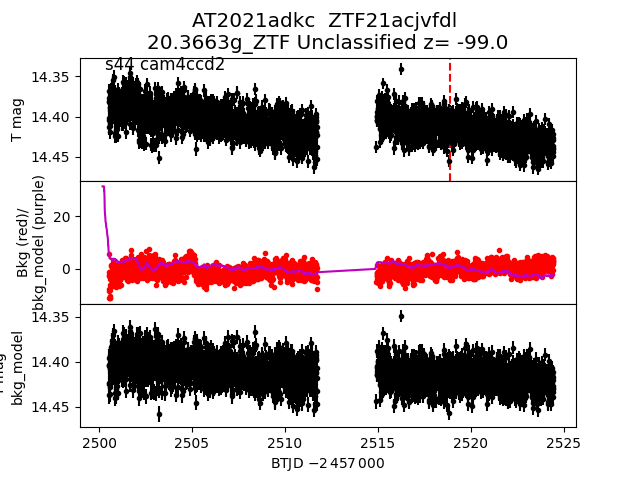 AT2021adkc ZTF21acjvfdl
20.3663g_ZTF Unclassified z= -99.0
s44 cam4ccd2
14.35
14.40
14.45
T mag
20
0
Bkg (red)/
bkg_model (purple)
14.35
14.40
14.45
bkg_model
2500
2505
2510
2515
2520
2525
BTJD −2 457 000